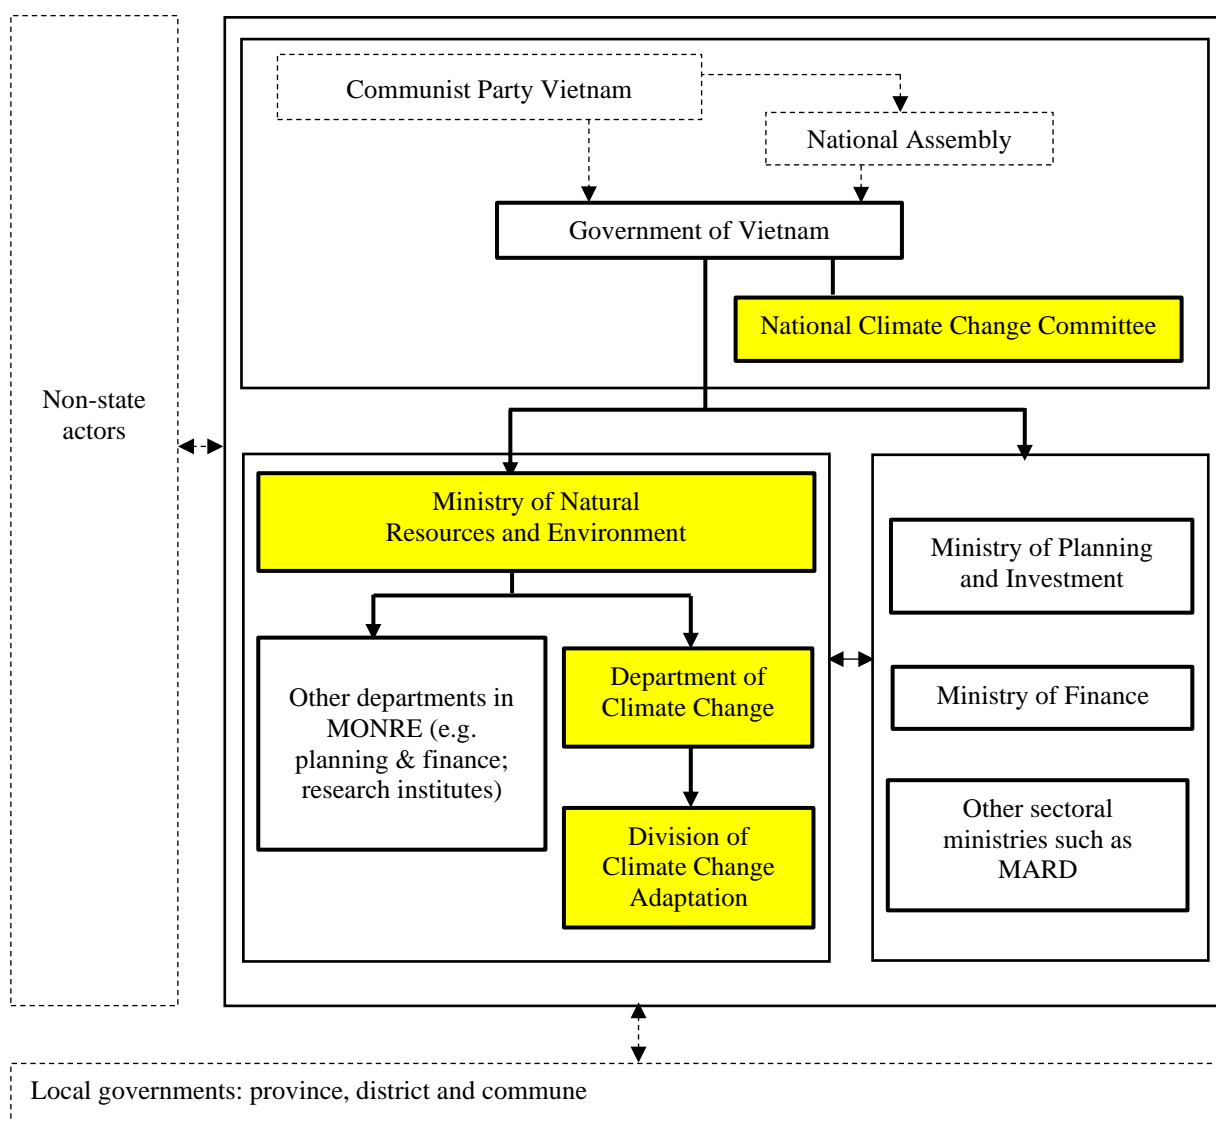 Communist Party Vietnam
National Assembly
Government of Vietnam
National Climate Change Committee
Non-state
actors
Ministry of Natural
Resources and Environment
Ministry of Planning
and Investment
Other departments in
MONRE (e.g.
planning & finance;
research institutes)
Department of
Climate Change
Ministry of Finance
Division of
Climate Change
Adaptation
Other sectoral
ministries such as
MARD
Local governments: province, district and commune